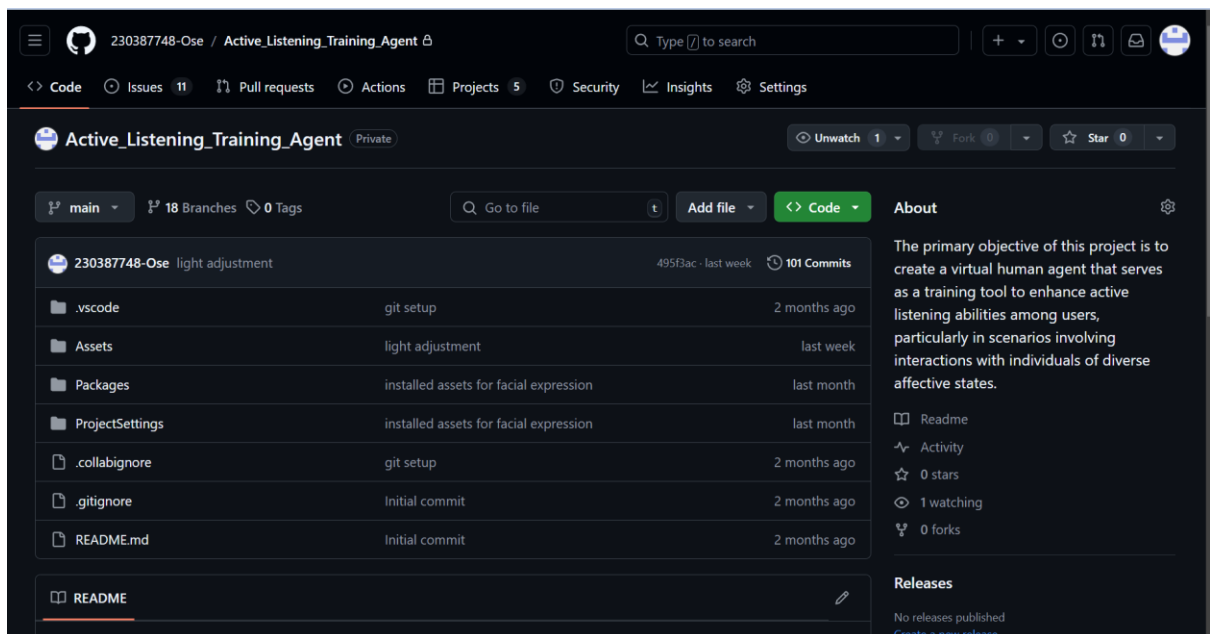 230387748-Ose / Active_Listening_Training_Agent
Type / to search
Code Issues 11 Pull requests Actions Projects 5 Security Insights Settings
Active_Listening_Training_Agent Private
Unwatch 1 Fork 0 Star 0
main 18 Branches 0 Tags
Go to file t Add file Code
230387748-Ose light adjustment 495f3ac · last week 101 Commits
.vscode git setup 2 months ago
Assets light adjustment last week
Packages installed assets for facial expression last month
ProjectSettings installed assets for facial expression last month
.collabignore git setup 2 months ago
.gitignore Initial commit 2 months ago
README.md Initial commit 2 months ago
README
About
The primary objective of this project is to
create a virtual human agent that serves
as a training tool to enhance active
listening abilities among users,
particularly in scenarios involving
interactions with individuals of diverse
affective states.
Readme
Activity
0 stars
1 watching
0 forks
Releases
No releases published
Create a new release